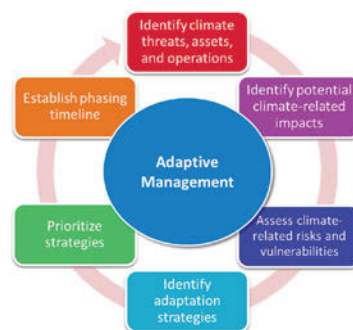 Identify climate
threats, assets,
and operations
Identify potential
climate-related
impacts
Assess climate-
related risks and
vulnerabilities
Identify
adaptation
strategies
Prioritize
strategies
Establish phasing
timeline
Adaptive
Management